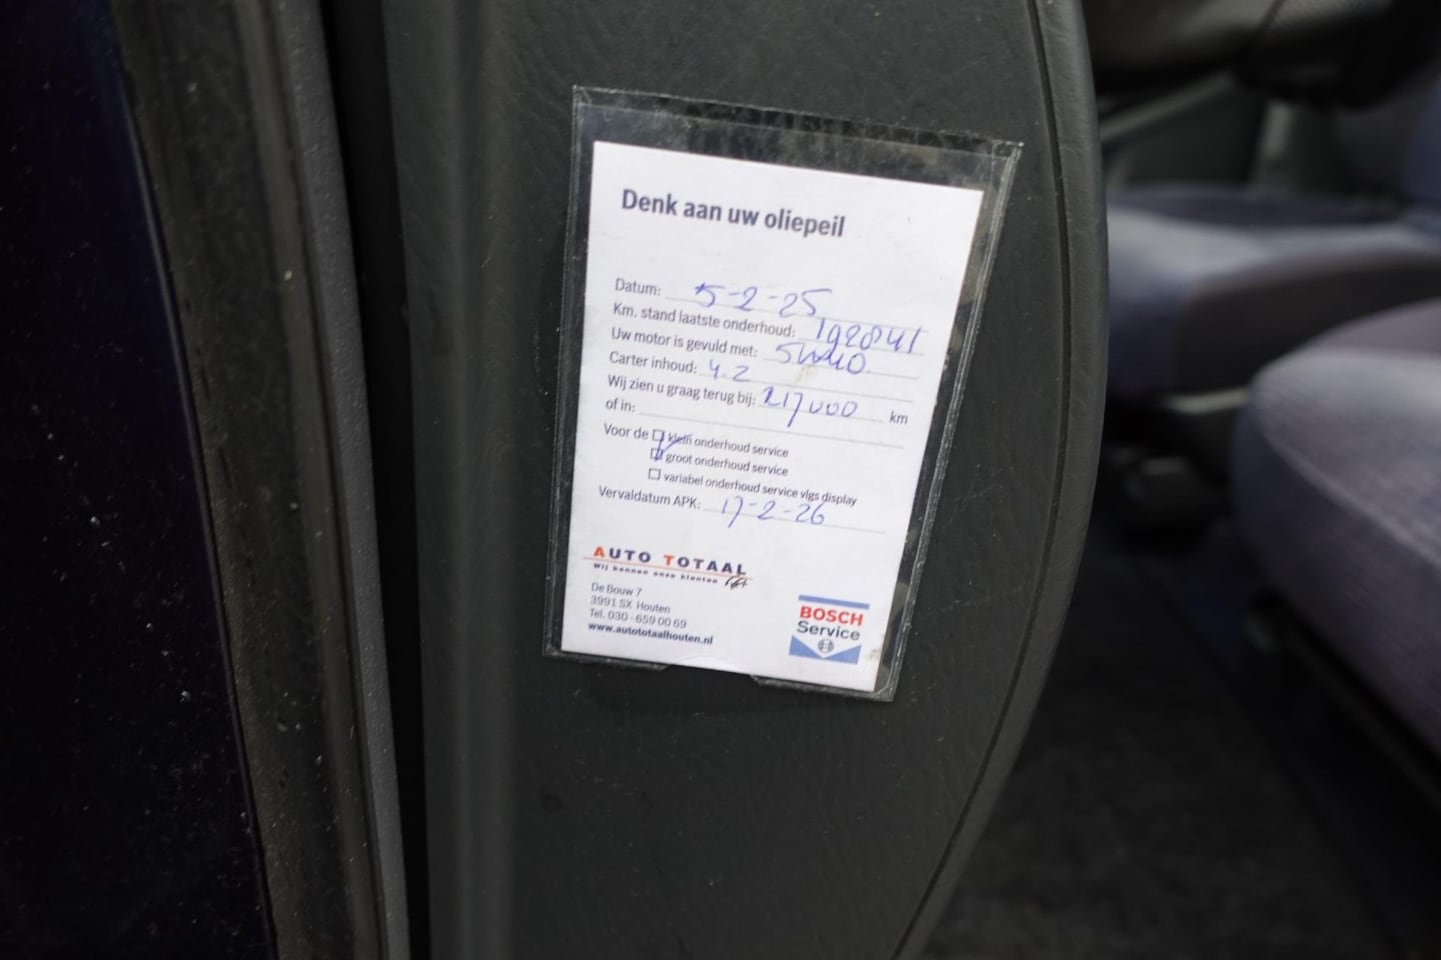 Denk aan uw oliepeil
Datum: 5-2-25
Km. stand laatste onderhoud: 192841
Uw motor is gevuld met: 5W40
Carter inhoud: 4.2
Wij zien u graag terug bij: 217000 km
of in:
Voor de ☐ klein onderhoud service
☑ groot onderhoud service
☐ variabel onderhoud service vlgs display
Vervaldatum APK: 17-2-26
AUTO TOTAAL
Wij kennen onze klanten
De Bouw 7
3991 SX Houten
Tel. 030 - 659 00 69
www.autototaalhouten.nl
BOSCH
Service